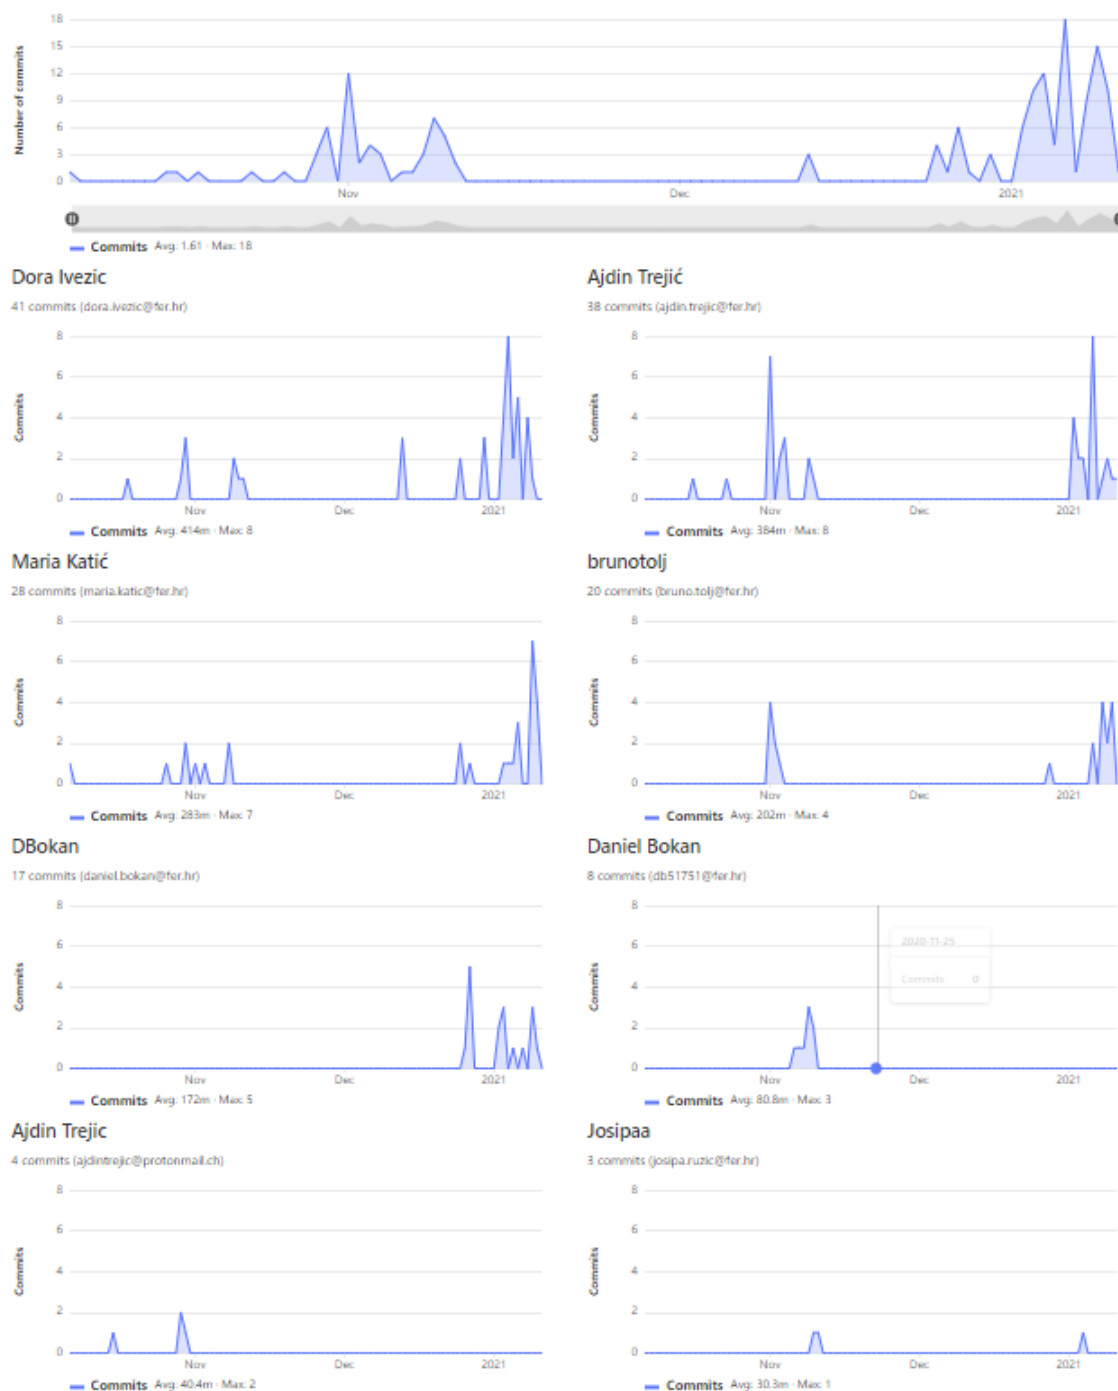 18
15
12
9
6
3
0
Number of commits
Nov Dec 2021
Commits Avg: 1.61 · Max: 18
Dora Ivezic Ajdin Trejić
41 commits (dora.ivezic@fer.hr) 38 commits (ajdin.trejic@fer.hr)
8 8
6 6
4 4
2 2
0 0
Commits Commits
Nov Dec 2021 Nov Dec 2021
Commits Avg: 414m · Max: 8 Commits Avg: 384m · Max: 8
Maria Katić brunotolj
28 commits (maria.katic@fer.hr) 20 commits (bruno.tolj@fer.hr)
8 8
6 6
4 4
2 2
0 0
Commits Commits
Nov Dec 2021 Nov Dec 2021
Commits Avg: 283m · Max: 7 Commits Avg: 202m · Max: 4
DBokan Daniel Bokan
17 commits (daniel.bokan@fer.hr) 8 commits (db51751@fer.hr)
8 8
6 6
4 4
2 2
0 0
Commits Commits
2020-11-25
Commits 0
Nov Dec 2021 Nov Dec 2021
Commits Avg: 172m · Max: 5 Commits Avg: 80.8m · Max: 3
Ajdin Trejic Josipaa
4 commits (ajdintrejic@protonmail.ch) 3 commits (josipa.ruzic@fer.hr)
8 8
6 6
4 4
2 2
0 0
Commits Commits
Nov Dec 2021 Nov Dec 2021
Commits Avg: 40.4m · Max: 2 Commits Avg: 30.3m · Max: 1